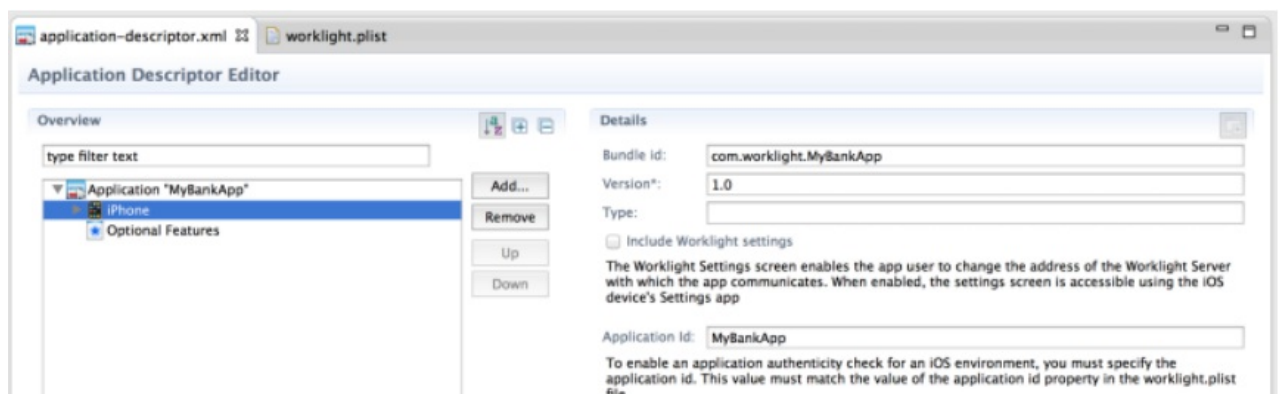 application-descriptor.xml
worklight.plist
Application Descriptor Editor
Overview
type filter text
Application "MyBankApp"
iPhone
Optional Features
Add...
Remove
Up
Down
Details
Bundle id:
com.worklight.MyBankApp
Version*:
1.0
Type:
Include Worklight settings
The Worklight Settings screen enables the app user to change the address of the Worklight Server
with which the app communicates. When enabled, the settings screen is accessible using the iOS
device's Settings app
Application Id:
MyBankApp
To enable an application authenticity check for an iOS environment, you must specify the
application id. This value must match the value of the application id property in the worklight.plist